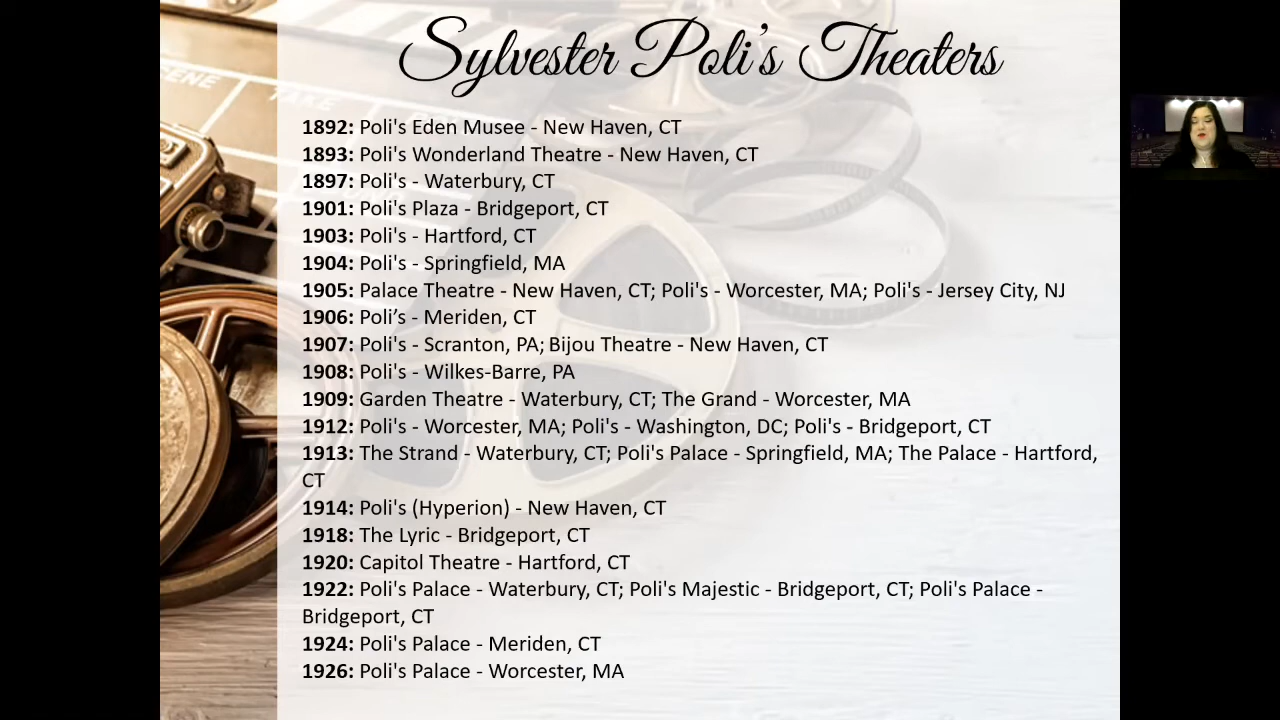 Sylvester Poli's Theaters
SCENE
TAKE
1892: Poli's Eden Musee - New Haven, CT
1893: Poli's Wonderland Theatre - New Haven, CT
1897: Poli's - Waterbury, CT
1901: Poli's Plaza - Bridgeport, CT
1903: Poli's - Hartford, CT
1904: Poli's - Springfield, MA
1905: Palace Theatre - New Haven, CT; Poli's - Worcester, MA; Poli's - Jersey City, NJ
1906: Poli’s - Meriden, CT
1907: Poli's - Scranton, PA; Bijou Theatre - New Haven, CT
1908: Poli's - Wilkes-Barre, PA
1909: Garden Theatre - Waterbury, CT; The Grand - Worcester, MA
1912: Poli's - Worcester, MA; Poli's - Washington, DC; Poli's - Bridgeport, CT
1913: The Strand - Waterbury, CT; Poli's Palace - Springfield, MA; The Palace - Hartford,
CT
1914: Poli's (Hyperion) - New Haven, CT
1918: The Lyric - Bridgeport, CT
1920: Capitol Theatre - Hartford, CT
1922: Poli's Palace - Waterbury, CT; Poli's Majestic - Bridgeport, CT; Poli's Palace -
Bridgeport, CT
1924: Poli's Palace - Meriden, CT
1926: Poli's Palace - Worcester, MA